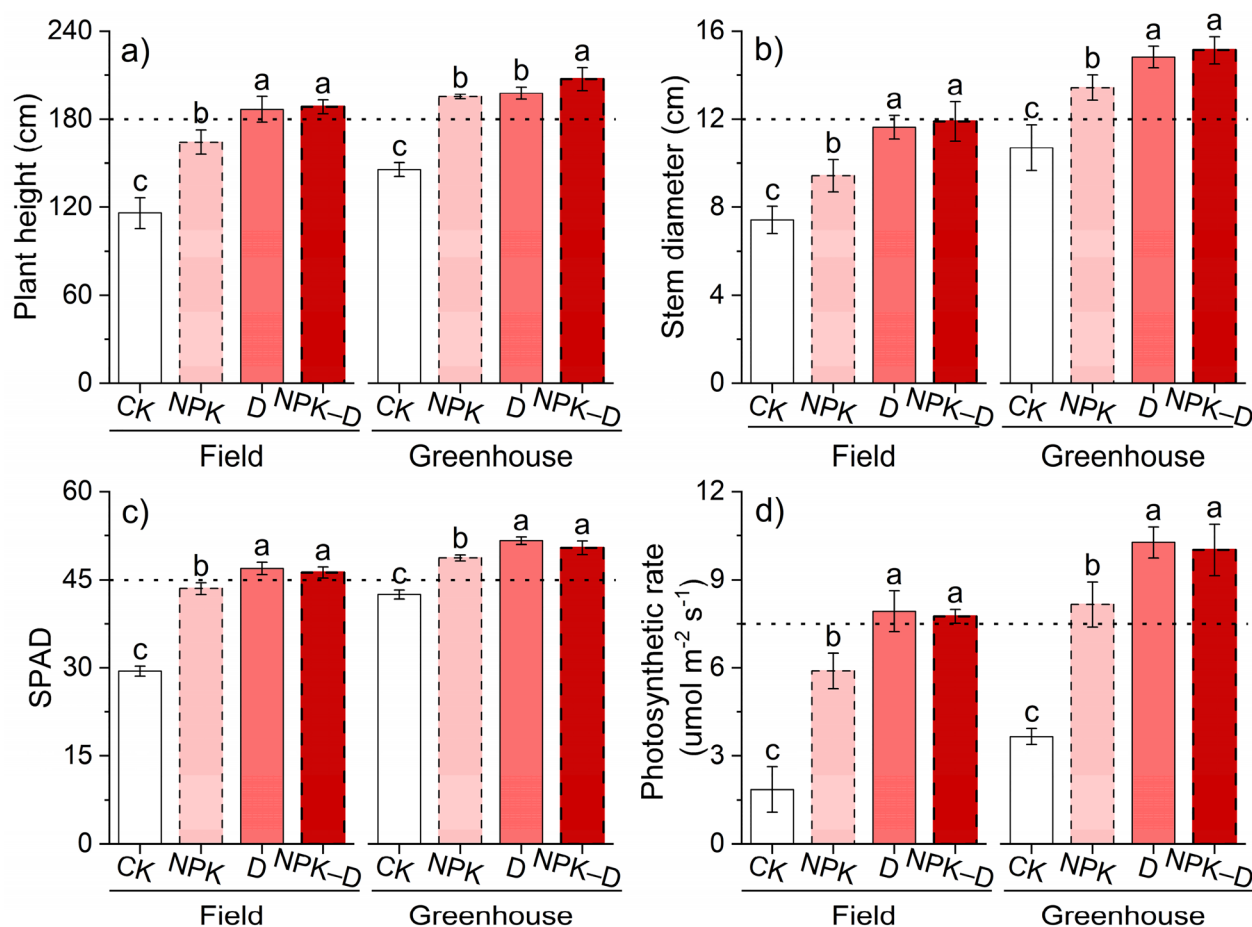 a)
Plant height (cm)
240
180
120
60
0
c
b
a
a
c
b
b
a
CK
NPK
D
NPK–D
CK
NPK
D
NPK–D
Field
Greenhouse
b)
Stem diameter (cm)
16
12
8
4
0
c
b
a
a
c
b
a
a
CK
NPK
D
NPK–D
CK
NPK
D
NPK–D
Field
Greenhouse
c)
SPAD
60
45
30
15
0
c
b
a
a
c
b
a
a
CK
NPK
D
NPK–D
CK
NPK
D
NPK–D
Field
Greenhouse
d)
Photosynthetic rate
(umol m⁻² s⁻¹)
12
9
6
3
0
c
b
a
a
c
b
a
a
CK
NPK
D
NPK–D
CK
NPK
D
NPK–D
Field
Greenhouse